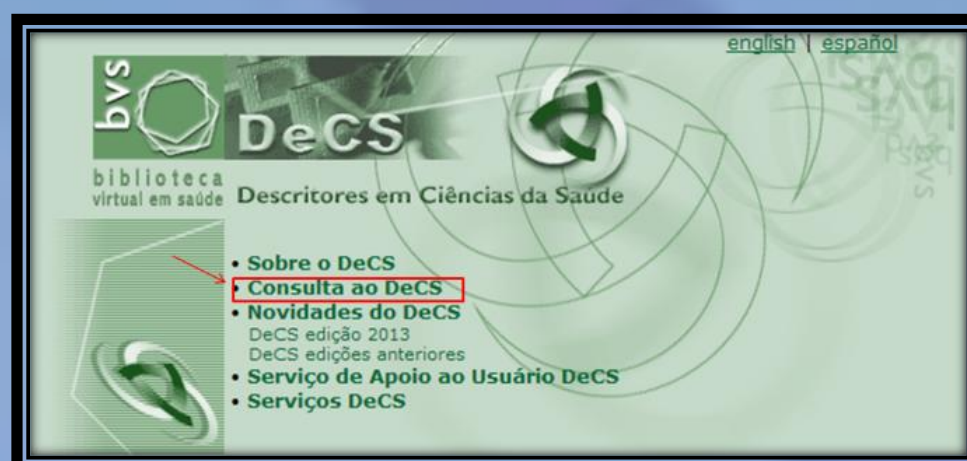 english | español
bvs
DeCS
biblioteca
virtual em saúde
Descritores em Ciências da Saúde
• Sobre o DeCS
• Consulta ao DeCS
• Novidades do DeCS
DeCS edição 2013
DeCS edições anteriores
• Serviço de Apoio ao Usuário DeCS
• Serviços DeCS